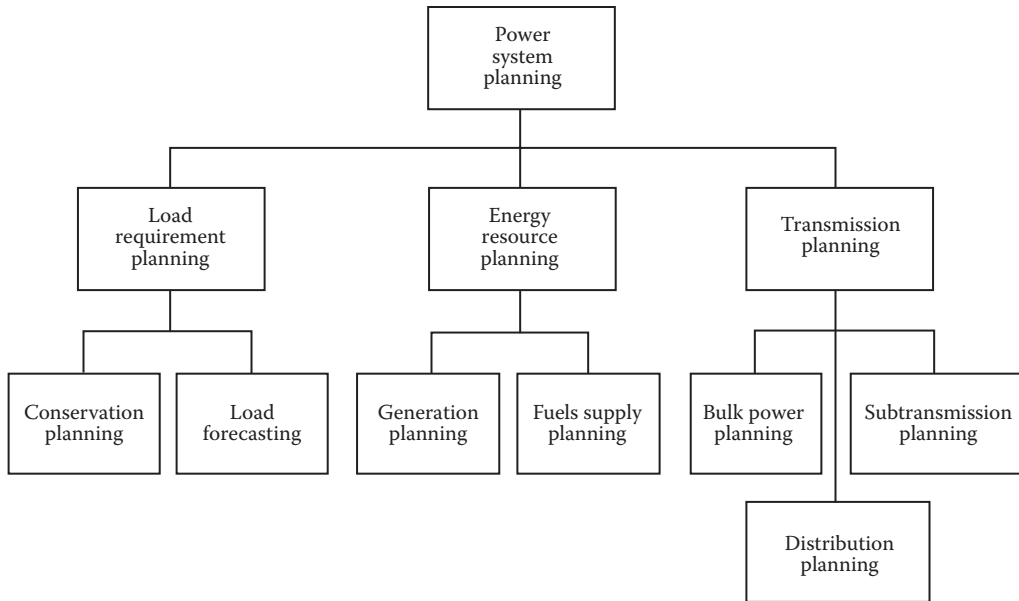 Power
system
planning
Load
requirement
planning
Energy
resource
planning
Transmission
planning
Conservation
planning
Load
forecasting
Generation
planning
Fuels supply
planning
Bulk power
planning
Subtransmission
planning
Distribution
planning